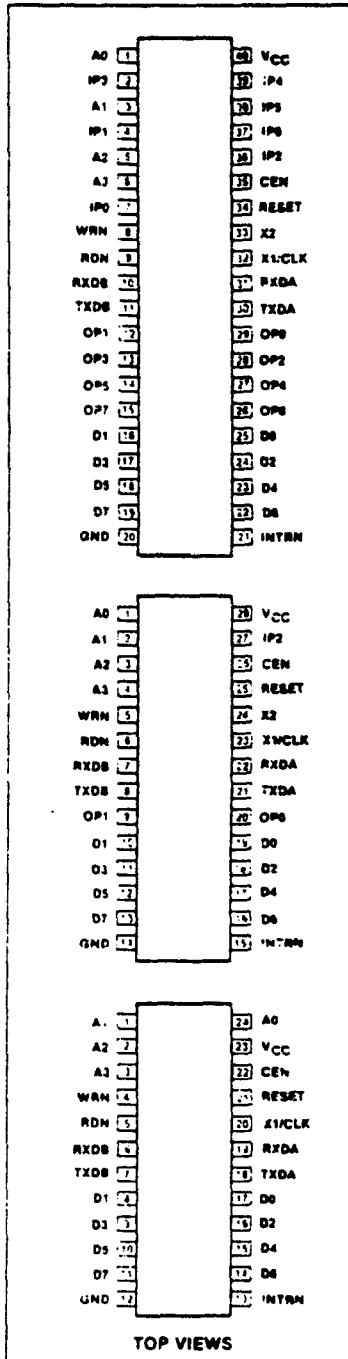 A0 1 40 VCC
IP3 2 39 IP4
A1 3 38 IP5
IP1 4 37 IP6
A2 5 36 IP2
A3 6 35 CEN
IP0 7 34 RESET
WRN 8 33 X2
RDN 9 32 X1/CLK
RXDB 10 31 RXDA
TXDB 11 30 TXDA
OP1 12 29 OP0
OP3 13 28 OP2
OP5 14 27 OP4
OP7 15 26 OP6
D1 16 25 D0
D3 17 24 D2
D5 18 23 D4
D7 19 22 D6
GND 20 21 INTRN
A0 1 28 VCC
A1 2 27 IP2
A2 3 26 CEN
A3 4 25 RESET
WRN 5 24 X2
RDN 6 23 X1/CLK
RXDB 7 22 RXDA
TXDB 8 21 TXDA
OP1 9 20 OP0
D1 10 19 D0
D3 11 18 D2
D5 12 17 D4
D7 13 16 D6
GND 14 15 INTRN
A1 1 24 A0
A2 2 23 VCC
A3 3 22 CEN
WRN 4 21 RESET
RDN 5 20 X1/CLK
RXDB 6 19 RXDA
TXDB 7 18 TXDA
D1 8 17 D0
D3 9 16 D2
D5 10 15 D4
D7 11 14 D6
GND 12 13 INTRN
TOP VIEWS